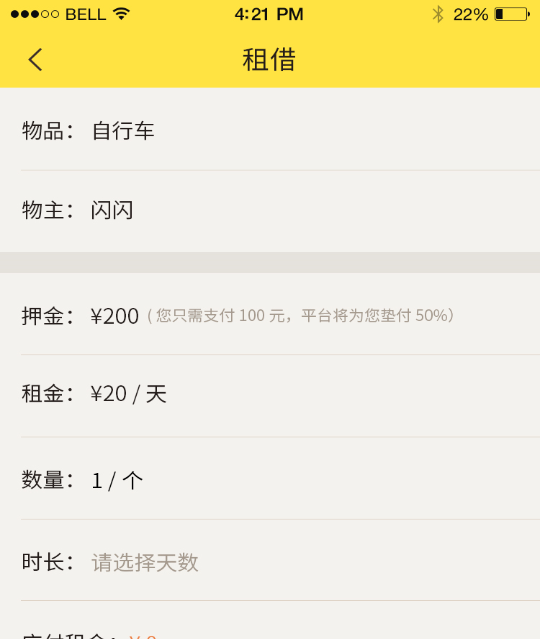 BELL 4:21 PM 22%
租借
物品： 自行车
物主： 闪闪
押金： ¥200 ( 您只需支付 100 元，平台将为您垫付 50%）
租金： ¥20 / 天
数量： 1 / 个
时长： 请选择天数